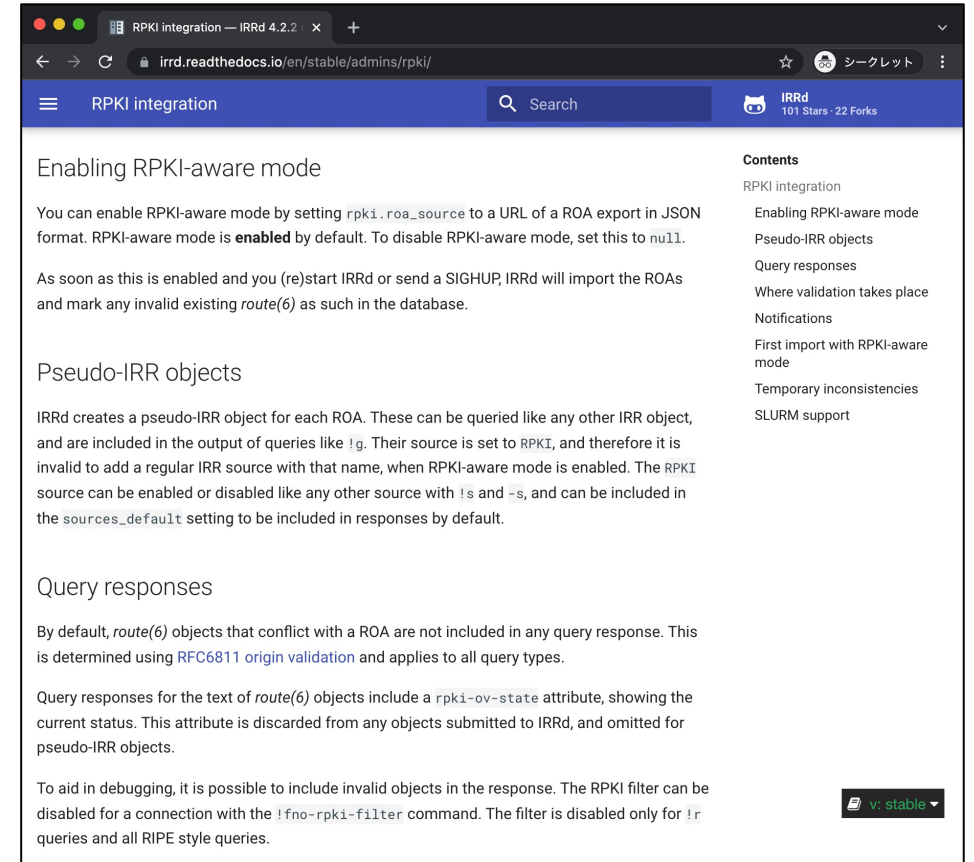 RPKI integration — IRRd 4.2.2
irrd.readthedocs.io/en/stable/admins/rpki/
シークレット
RPKI integration
Search
IRRd
101 Stars · 22 Forks
Enabling RPKI-aware mode
You can enable RPKI-aware mode by setting rpki.roa_source to a URL of a ROA export in JSON
format. RPKI-aware mode is enabled by default. To disable RPKI-aware mode, set this to null.
As soon as this is enabled and you (re)start IRRd or send a SIGHUP, IRRd will import the ROAs
and mark any invalid existing route(6) as such in the database.
Pseudo-IRR objects
IRRd creates a pseudo-IRR object for each ROA. These can be queried like any other IRR object,
and are included in the output of queries like !g. Their source is set to RPKI, and therefore it is
invalid to add a regular IRR source with that name, when RPKI-aware mode is enabled. The RPKI
source can be enabled or disabled like any other source with !s and -s, and can be included in
the sources_default setting to be included in responses by default.
Query responses
By default, route(6) objects that conflict with a ROA are not included in any query response. This
is determined using RFC6811 origin validation and applies to all query types.
Query responses for the text of route(6) objects include a rpki-ov-state attribute, showing the
current status. This attribute is discarded from any objects submitted to IRRd, and omitted for
pseudo-IRR objects.
To aid in debugging, it is possible to include invalid objects in the response. The RPKI filter can be
disabled for a connection with the !fno-rpki-filter command. The filter is disabled only for !r
queries and all RIPE style queries.
Contents
RPKI integration
Enabling RPKI-aware mode
Pseudo-IRR objects
Query responses
Where validation takes place
Notifications
First import with RPKI-aware
mode
Temporary inconsistencies
SLURM support
v: stable